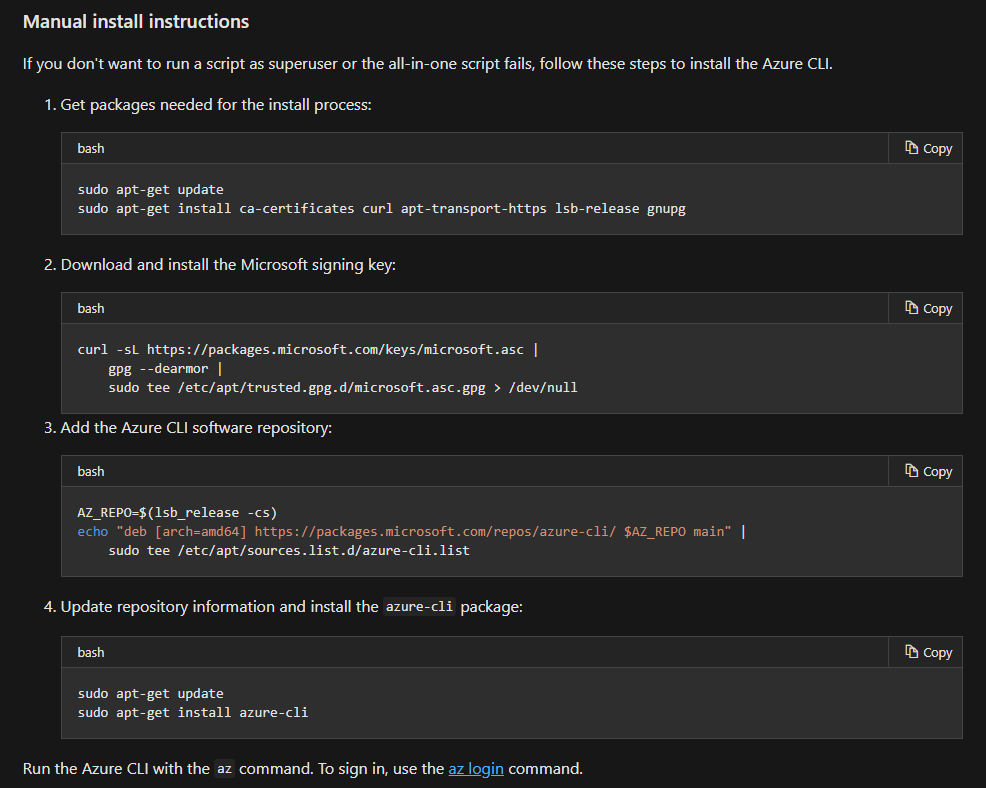 Manual install instructions
If you don't want to run a script as superuser or the all-in-one script fails, follow these steps to install the Azure CLI.
1. Get packages needed for the install process:
bash
Copy
sudo apt-get update
sudo apt-get install ca-certificates curl apt-transport-https lsb-release gnupg
2. Download and install the Microsoft signing key:
bash
Copy
curl -sL https://packages.microsoft.com/keys/microsoft.asc |
    gpg --dearmor |
    sudo tee /etc/apt/trusted.gpg.d/microsoft.asc.gpg > /dev/null
3. Add the Azure CLI software repository:
bash
Copy
AZ_REPO=$(lsb_release -cs)
echo "deb [arch=amd64] https://packages.microsoft.com/repos/azure-cli/ $AZ_REPO main" |
    sudo tee /etc/apt/sources.list.d/azure-cli.list
4. Update repository information and install the azure-cli package:
bash
Copy
sudo apt-get update
sudo apt-get install azure-cli
Run the Azure CLI with the az command. To sign in, use the az login command.